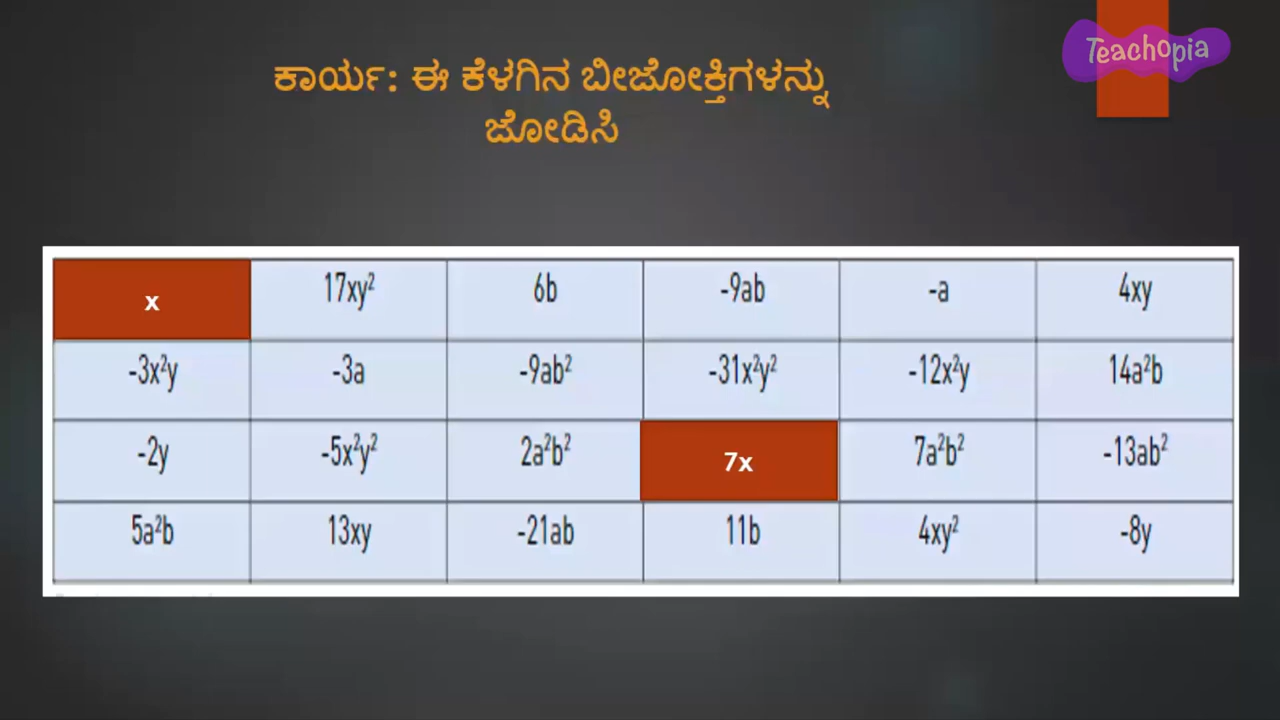 Teachopia
ಕಾರ್ಯ: ಈ ಕೆಳಗಿನ ಬೀಜೋಕ್ತಿಗಳನ್ನು
ಜೋಡಿಸಿ
x 17xy² 6b -9ab -a 4xy
-3x²y -3a -9ab² -31x²y² -12x²y 14a²b
-2y -5x²y² 2a²b² 7x 7a²b² -13ab²
5a²b 13xy -21ab 11b 4xy² -8y